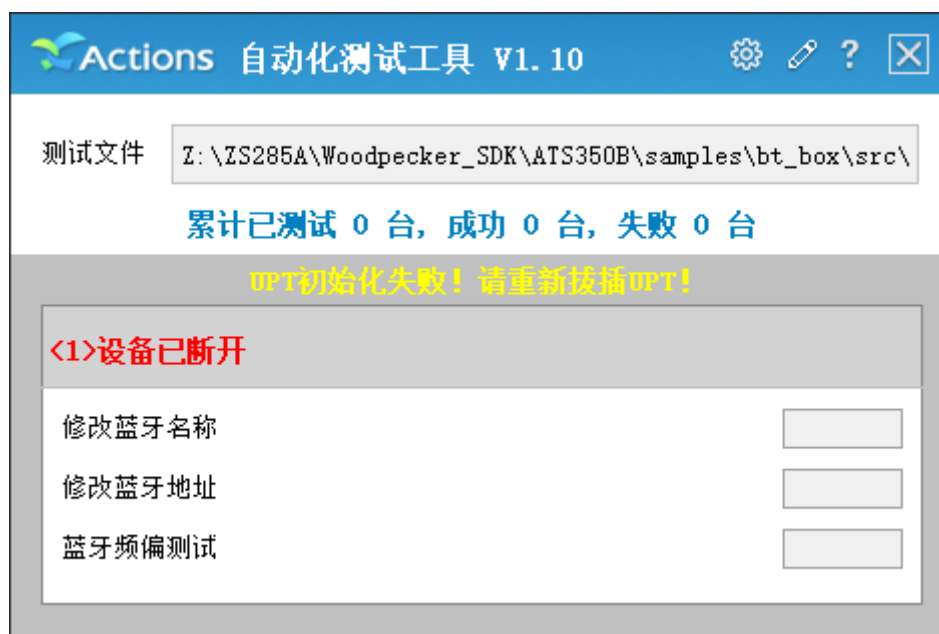 Actions 自动化测试工具 V1.10 ?
测试文件 Z:\ZS285A\Woodpecker_SDK\ATS350B\samples\bt_box\src\
累计已测试 0 台, 成功 0 台, 失败 0 台
UPT初始化失败! 请重新拔插UPT!
<1>设备已断开
修改蓝牙名称
修改蓝牙地址
蓝牙频偏测试